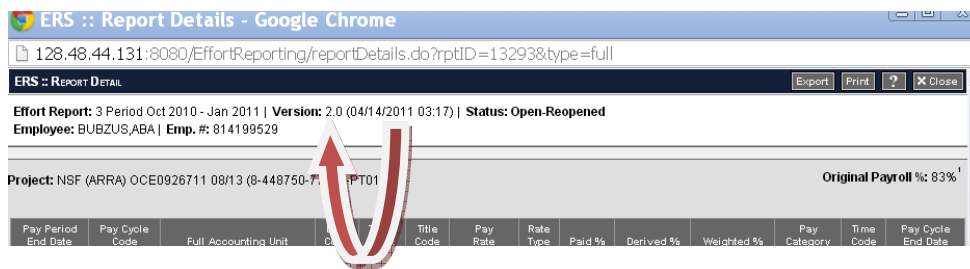 ERS :: Report Details - Google Chrome
128.48.44.131:8080/EffortReporting/reportDetails.do?rptID=13293&type=full
ERS :: REPORT DETAIL Export Print ? X Close
Effort Report: 3 Period Oct 2010 - Jan 2011 | Version: 2.0 (04/14/2011 03:17) | Status: Open-Reopened
Employee: BUBZUS,ABA | Emp. #: 814199529
Project: NSF (ARRA) OCE0926711 08/13 (8-448750- PT01 Original Payroll %: 83% 1
Pay Period End Date Pay Cycle Code Full Accounting Unit Title Code Pay Rate Rate Type Paid % Derived % Weighted % Pay Category Time Code Pay Cycle End Date